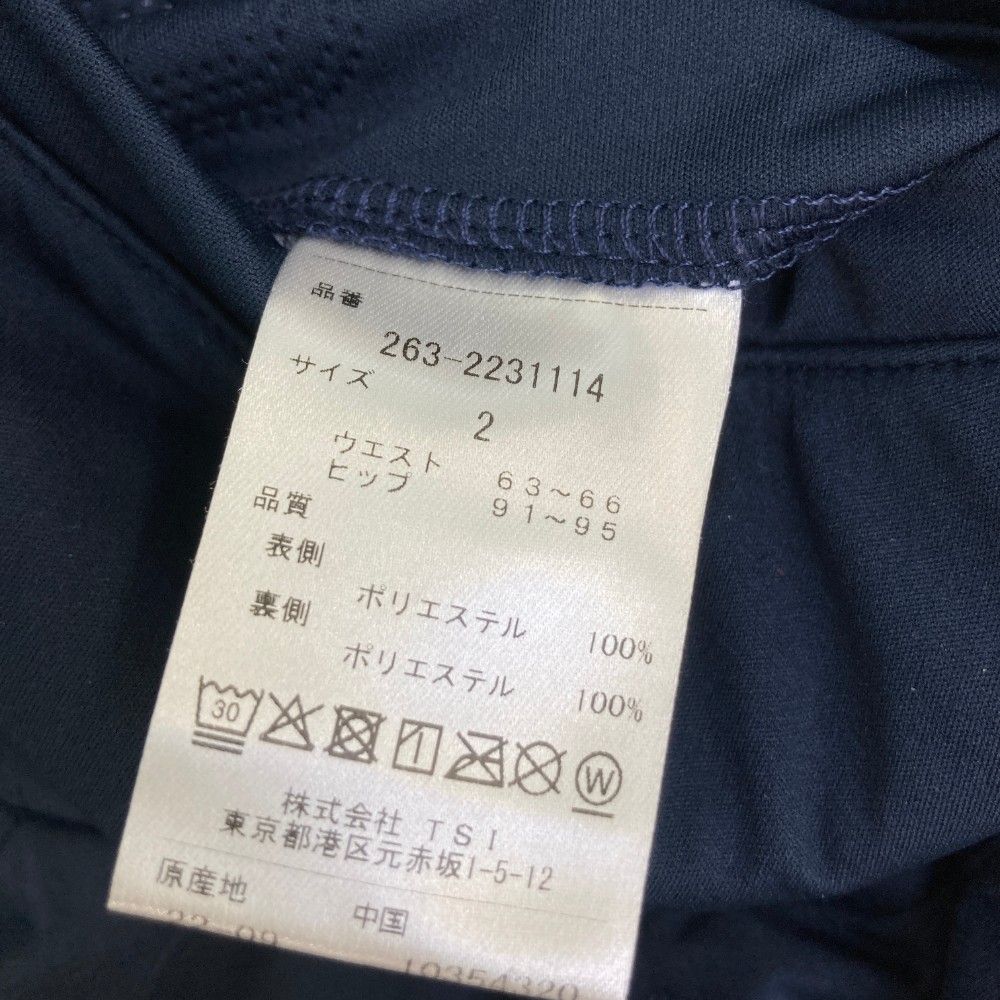 品番
263-2231114
サイズ
2
ウエスト 63～66
ヒップ 91～95
品質
表側
ポリエステル 100%
裏側
ポリエステル 100%
30
W
株式会社 TSI
東京都港区元赤坂1-5-12
原産地 中国